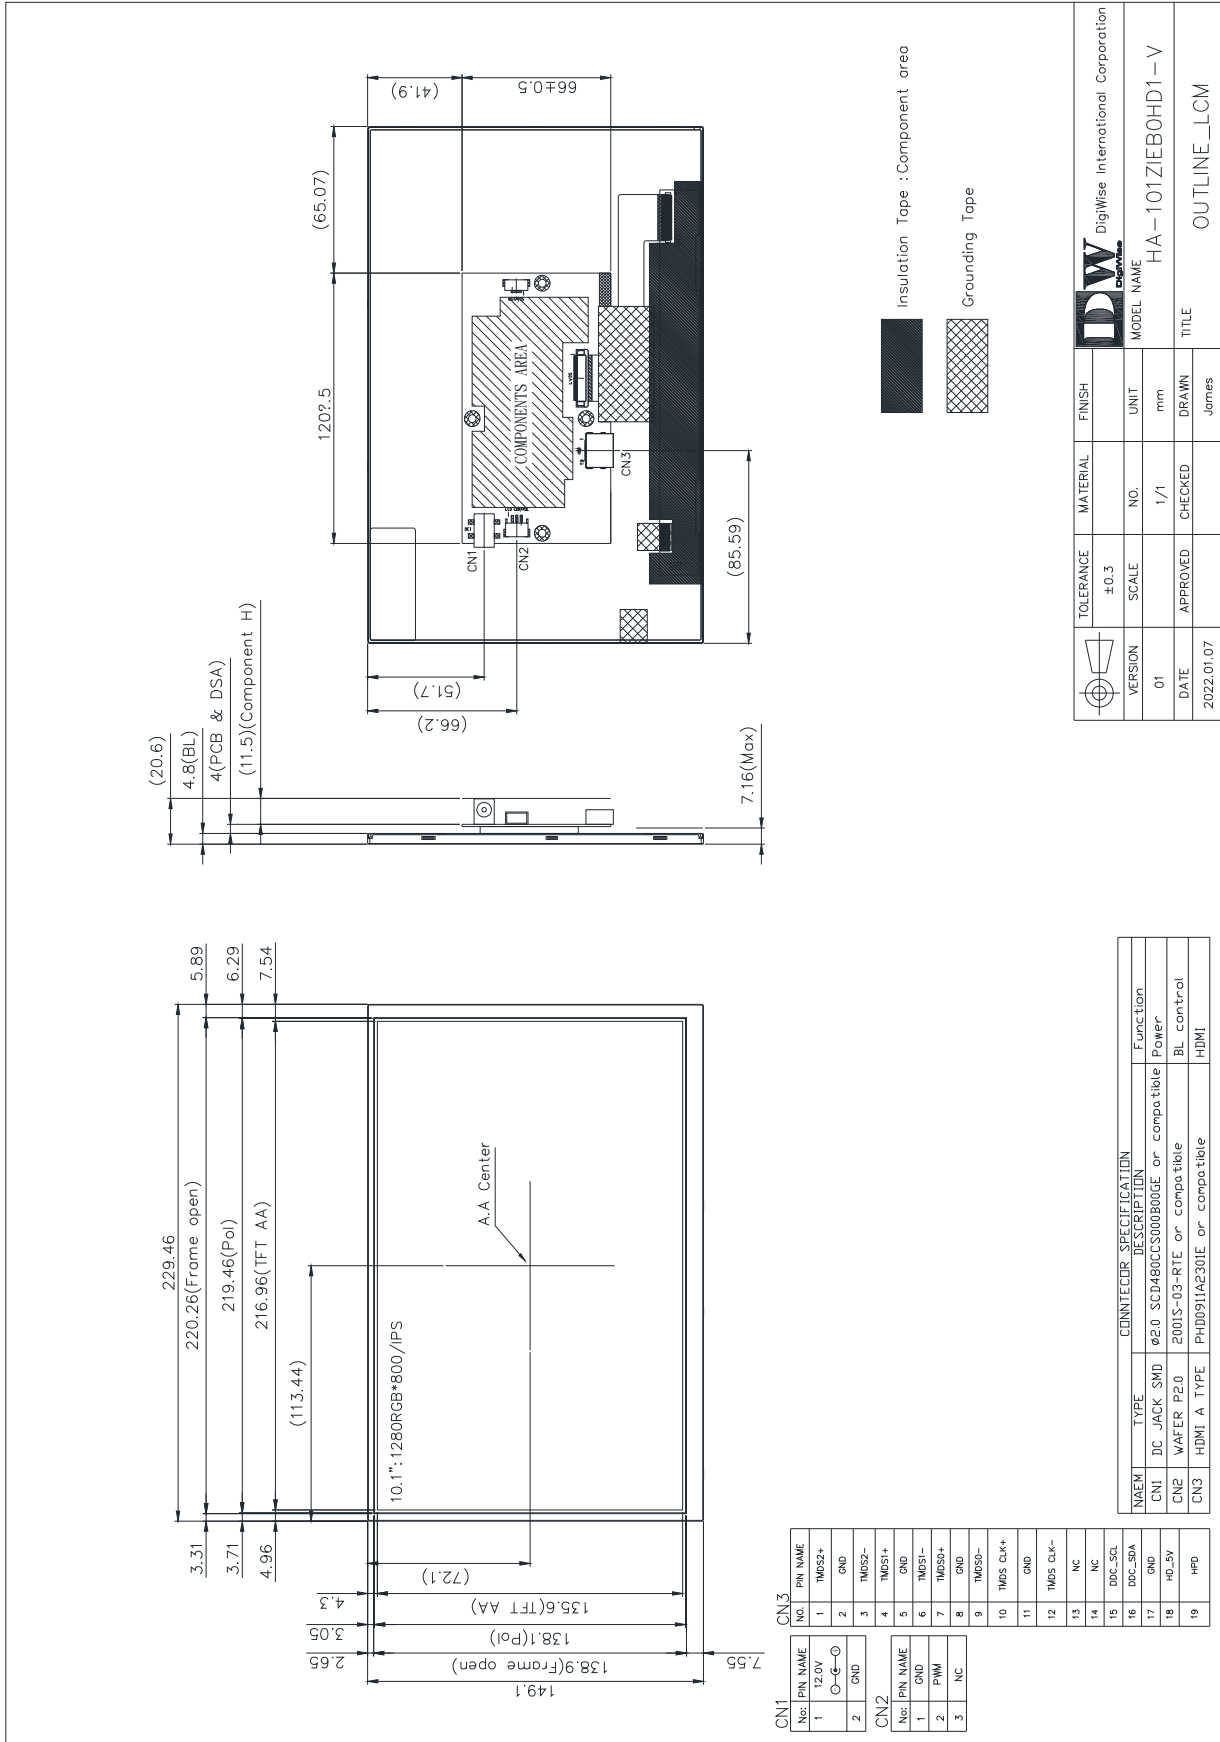 229.46
220.26(Frame open)
219.46(Pol)
216.96(TFT AA)
3.31
3.71
4.96
5.89
6.29
7.54
(113.44)
10.1":1280RGB*800/IPS
A.A Center
149.1
138.9(Frame open)
138.1(Pol)
135.6(TFT AA)
(72.1)
2.65
3.05
4.3
7.55
(20.6)
4.8(BL)
4(PCB & DSA)
(11.5)(Component H)
7.16(Max)
(41.9)
66±0.5
(65.07)
120?.5
(51.7)
(66.2)
(85.59)
COMPONENTS AREA
CN1
CN2
CN3
Insulation Tape : Component area
Grounding Tape
CN1
No: PIN NAME
1 12.0V
2 GND
CN2
No: PIN NAME
1 GND
2 PWM
3 NC
CN3
NO. PIN NAME
1 TMDS2+
2 GND
3 TMDS2-
4 TMDS1+
5 GND
6 TMDS1-
7 TMDS0+
8 GND
9 TMDS0-
10 TMDS CLK+
11 GND
12 TMDS CLK-
13 NC
14 NC
15 DDC_SCL
16 DDC_SDA
17 GND
18 HD_5V
19 HPD
CONNTECOR SPECIFICATION
NAEM TYPE DESCRIPTION Function
CN1 DC JACK SMD ø2.0 SCD480CCS000B00GE or compatible Power
CN2 WAFER P2.0 2001S-03-RTE or compatible BL control
CN3 HDMI A TYPE PHD0911A2301E or compatible HDMI
TOLERANCE MATERIAL FINISH
±0.3
DW DigiWise DigiWise International Corporation
VERSION SCALE NO. UNIT MODEL NAME
01 1/1 mm HA-101ZIEB0HD1-V
DATE APPROVED CHECKED DRAWN TITLE
2022.01.07 James OUTLINE_LCM